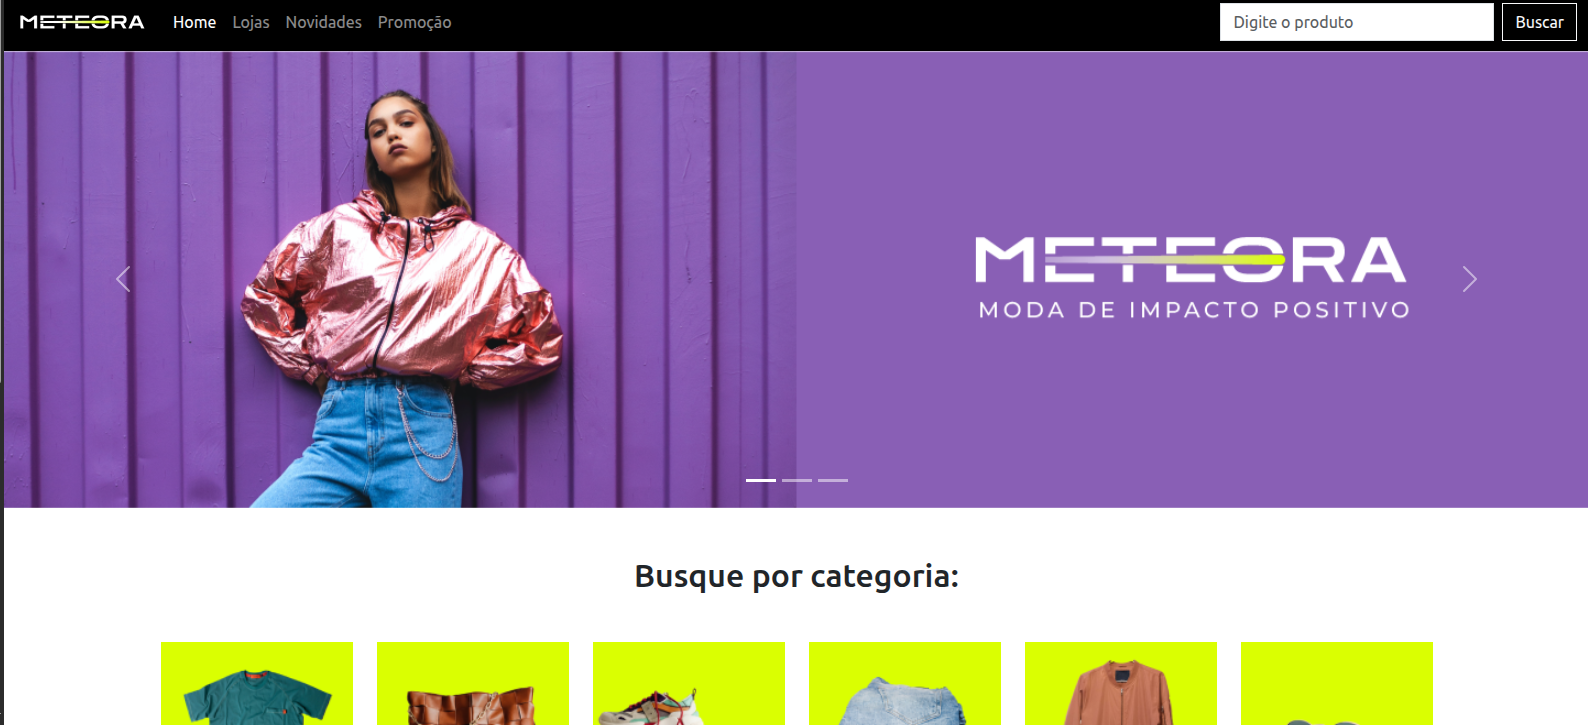 METEORA Home Lojas Novidades Promoção Digite o produto Buscar
METEORA
MODA DE IMPACTO POSITIVO
Busque por categoria: